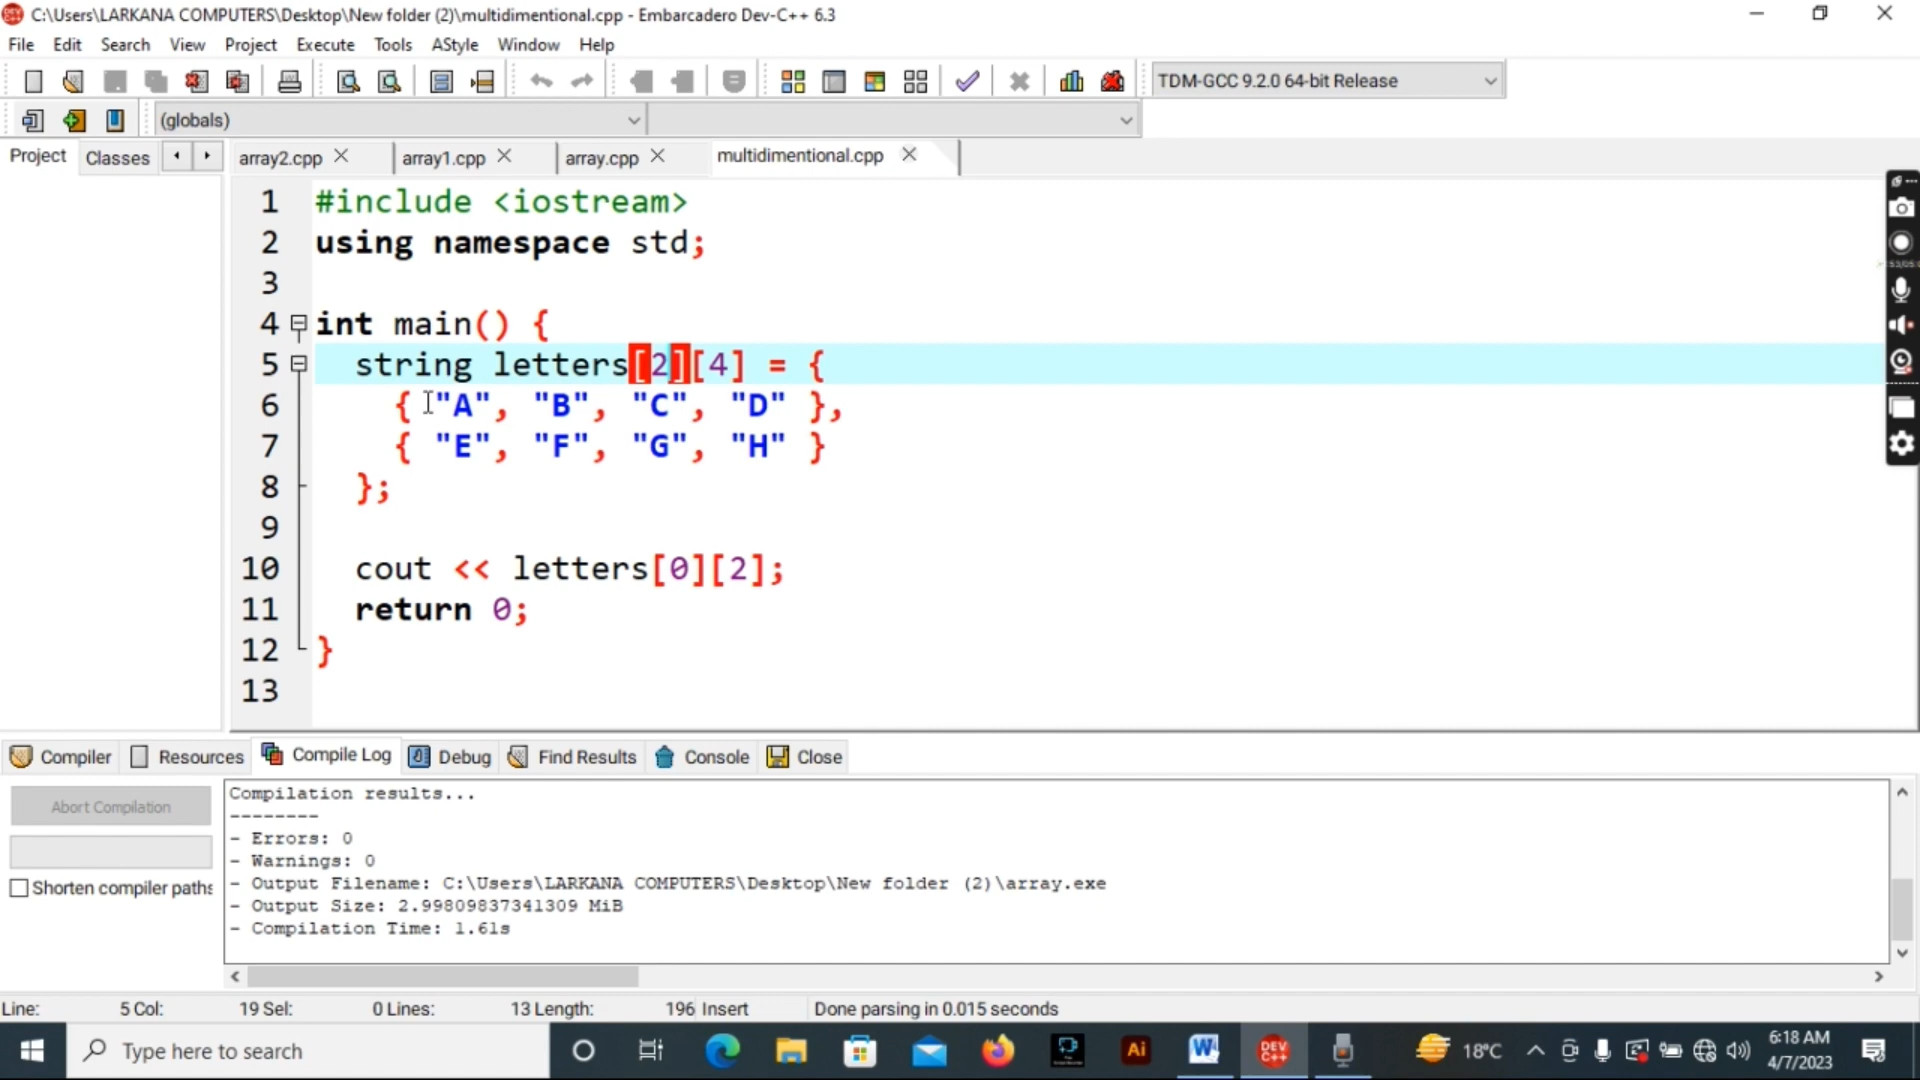 C:\Users\LARKANA COMPUTERS\Desktop\New folder (2)\multidimentional.cpp - Embarcadero Dev-C++ 6.3
File Edit Search View Project Execute Tools AStyle Window Help
TDM-GCC 9.2.0 64-bit Release
(globals)
Project Classes array2.cpp array1.cpp array.cpp multidimentional.cpp
1 #include <iostream>
2 using namespace std;
3
4 int main() {
5 string letters[2][4] = {
6 { "A", "B", "C", "D" },
7 { "E", "F", "G", "H" }
8 };
9
10 cout << letters[0][2];
11 return 0;
12 }
13
Compiler Resources Compile Log Debug Find Results Console Close
Abort Compilation
Shorten compiler paths
Compilation results...
--------
- Errors: 0
- Warnings: 0
- Output Filename: C:\Users\LARKANA COMPUTERS\Desktop\New folder (2)\array.exe
- Output Size: 2.99809837341309 MiB
- Compilation Time: 1.61s
Line: 5 Col: 19 Sel: 0 Lines: 13 Length: 196 Insert Done parsing in 0.015 seconds
Type here to search
Ai
W
DEV C++
18°C
6:18 AM
4/7/2023